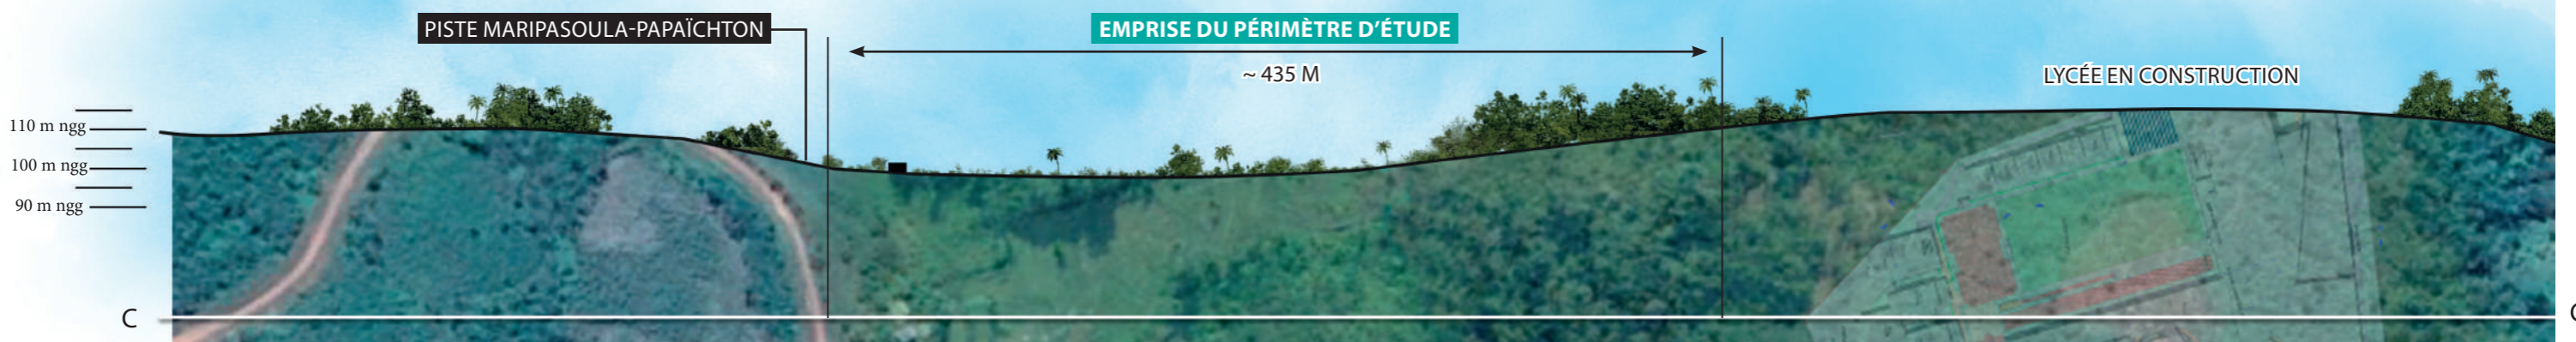 PISTE MARIPASOULA-PAPAÏCHTON
EMPRISE DU PÉRIMÈTRE D'ÉTUDE
~ 435 M
LYCÉE EN CONSTRUCTION
110 m ngg
100 m ngg
90 m ngg
C